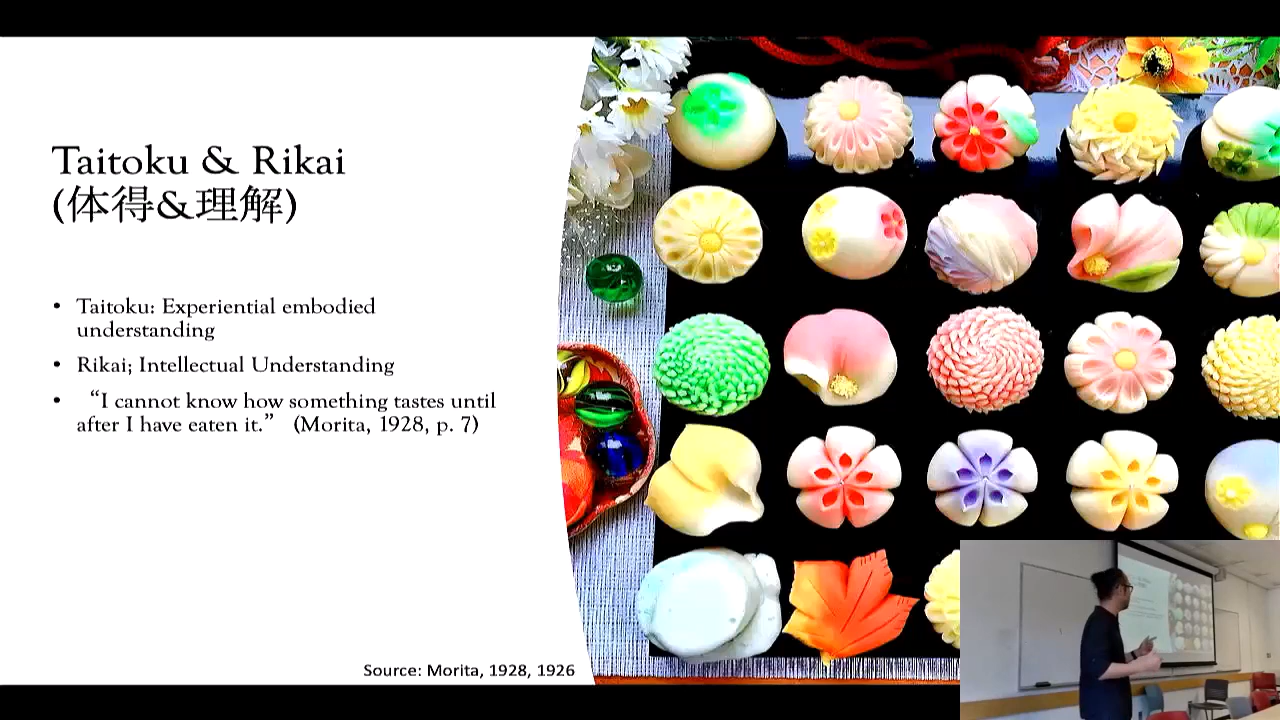 Taitoku & Rikai
(体得&理解)
• Taitoku: Experiential embodied
understanding
• Rikai; Intellectual Understanding
• “I cannot know how something tastes until
after I have eaten it.” (Morita, 1928, p. 7)
Source: Morita, 1928, 1926